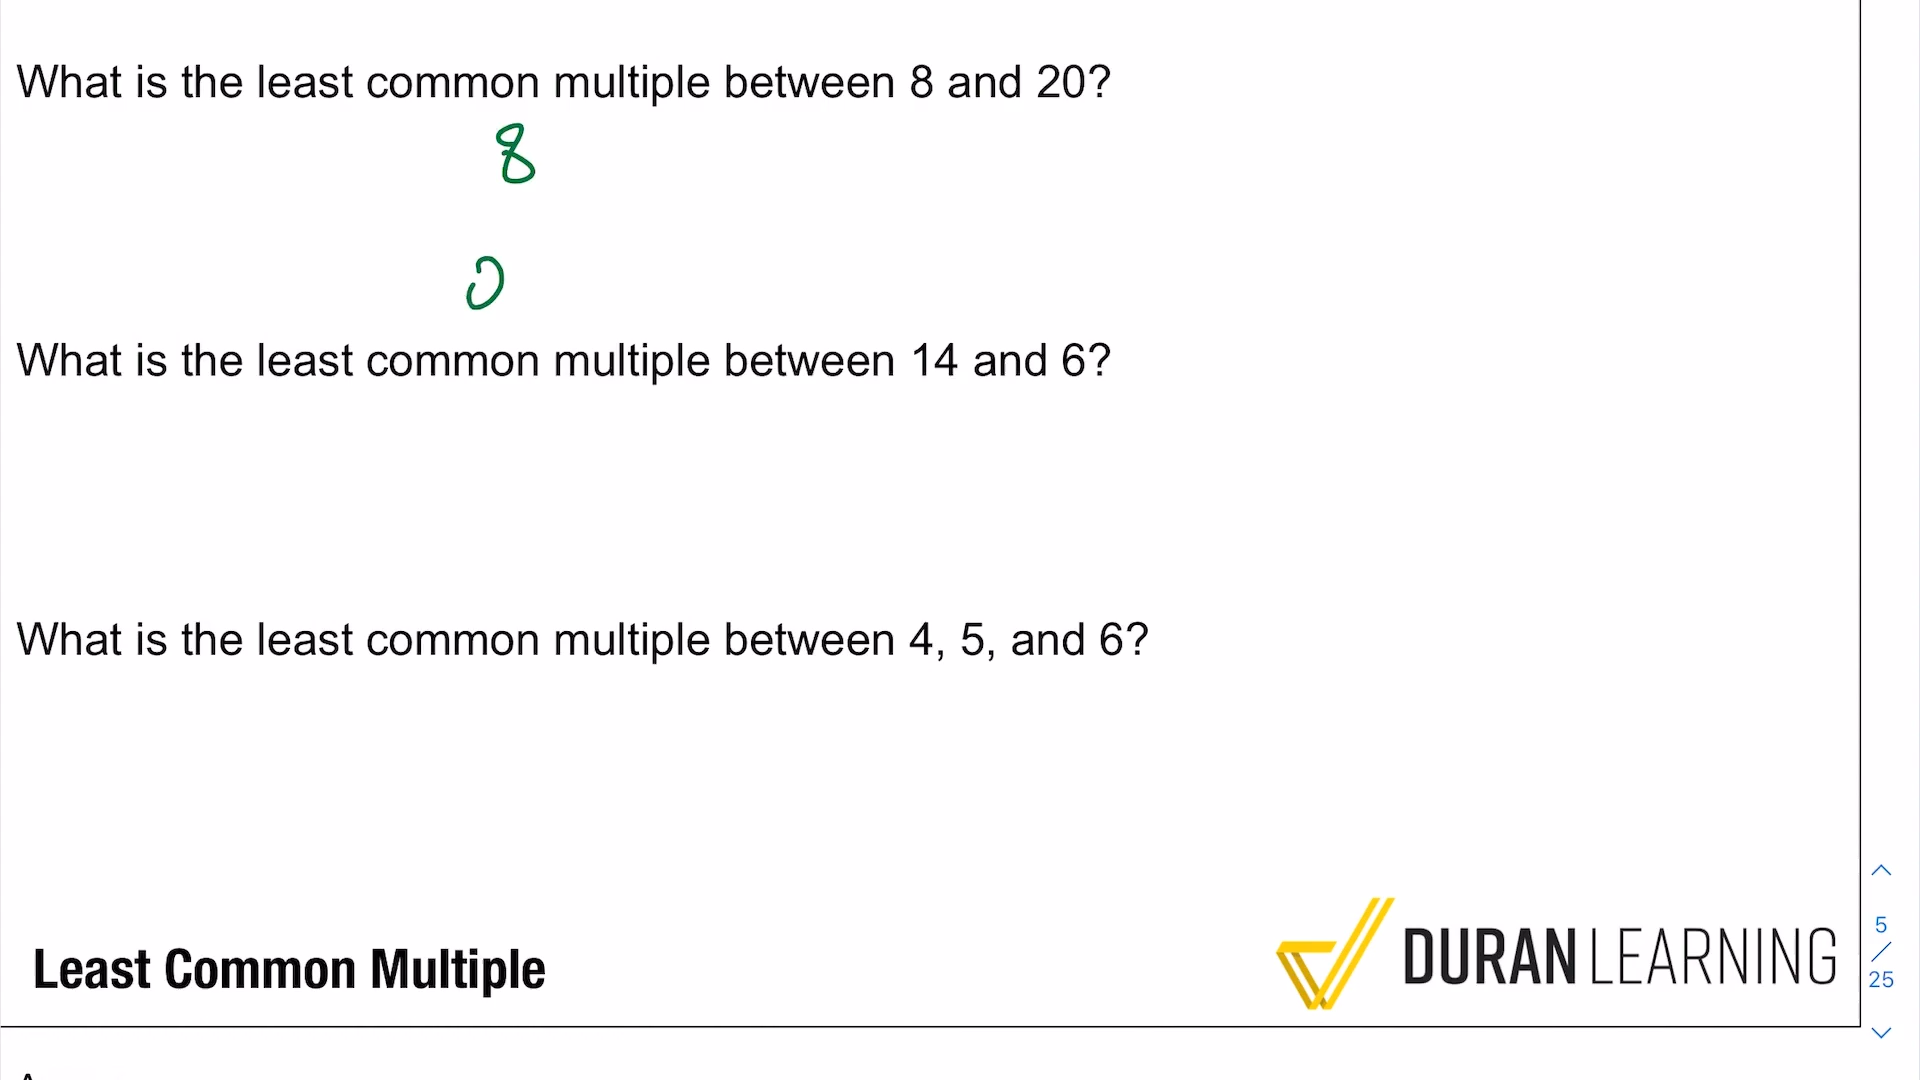 What is the least common multiple between 8 and 20?
8
What is the least common multiple between 14 and 6?
What is the least common multiple between 4, 5, and 6?
Least Common Multiple
DURAN LEARNING
5
/
25